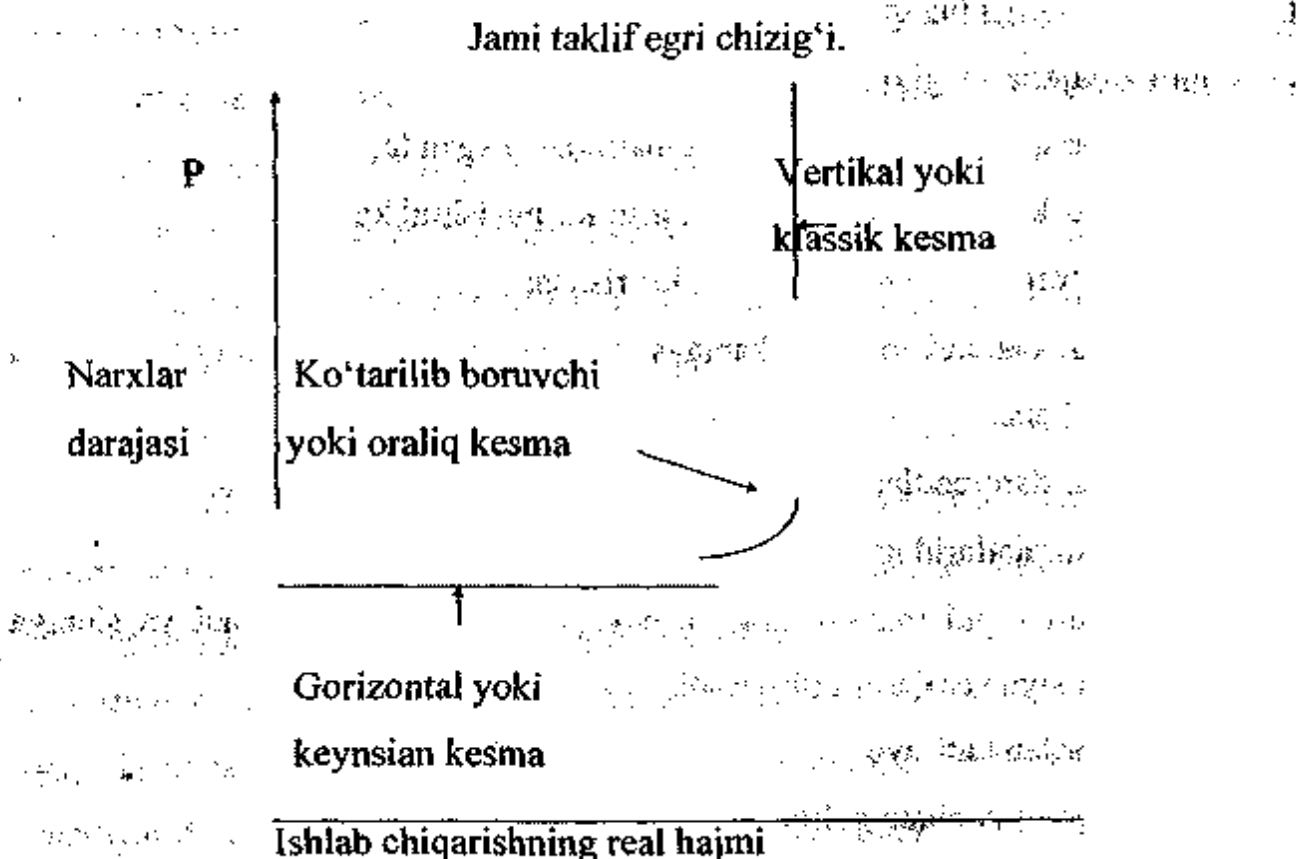 Jami taklif egri chizig‘i.
P
Vertikal yoki
klassik kesma
Narxlar
darajasi
Ko‘tarilib boruvchi
yoki oraliq kesma
Gorizontal yoki
keynsian kesma
Ishlab chiqarishning real hajmi